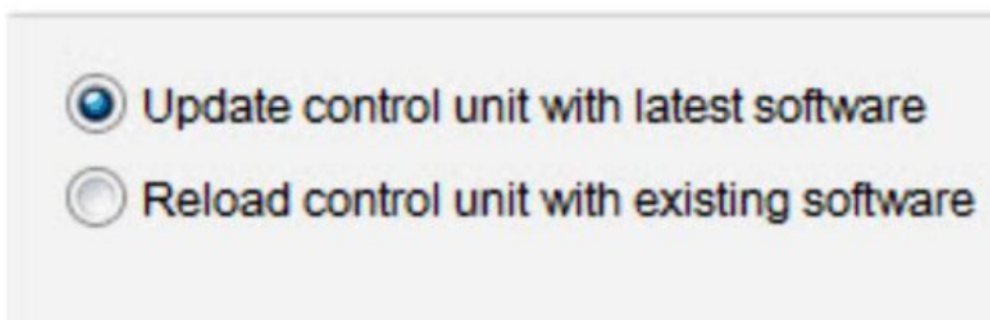 Update control unit with latest software
Reload control unit with existing software